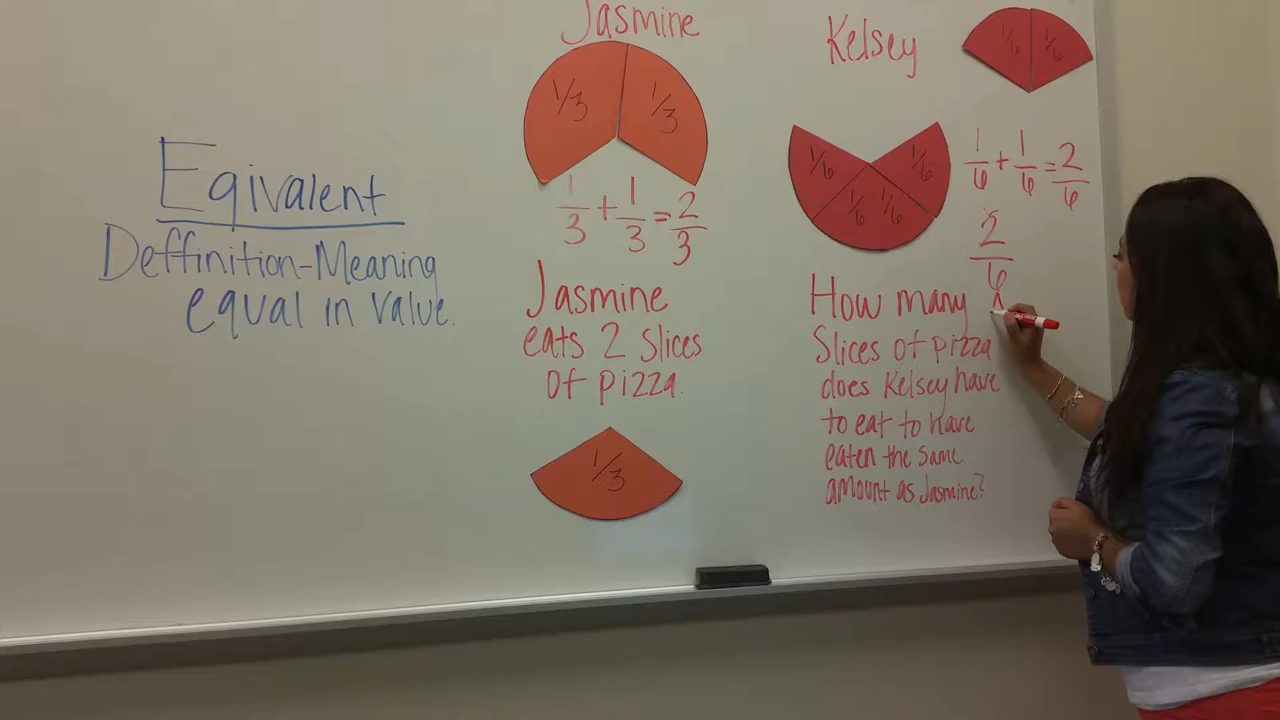 Eqivalent
Deffinition-Meaning
equal in value.
Jasmine
1/3 1/3
1/3 + 1/3 = 2/3
Jasmine
eats 2 Slices
of pizza.
1/3
Kelsey
1/6 1/6
1/6 1/6 1/6 1/6
1/6 + 1/6 = 2/6
2/6
How many
Slices of pizza
does Kelsey have
to eat to have
eaten the same
amount as Jasmine?